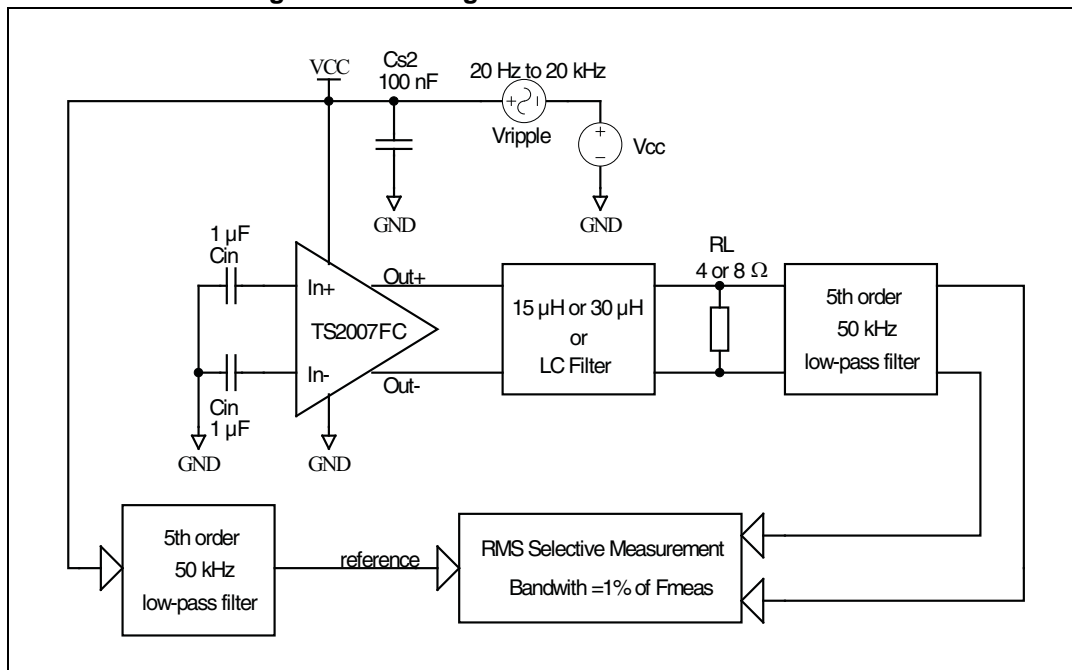 VCC
Cs2
100 nF
20 Hz to 20 kHz
Vripple
Vcc
GND
GND
1 µF
Cin
In+
Out+
TS2007FC
In-
Out-
Cin
1 µF
GND
GND
15 µH or 30 µH
or
LC Filter
RL
4 or 8 Ω
5th order
50 kHz
low-pass filter
5th order
50 kHz
low-pass filter
reference
RMS Selective Measurement
Bandwith =1% of Fmeas